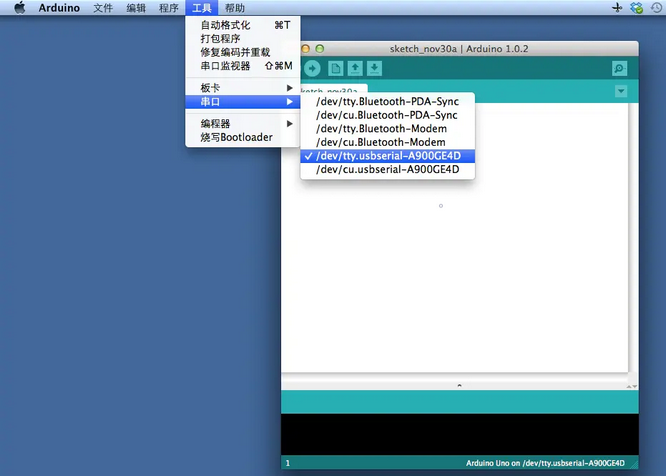 Arduino 文件 编辑 程序 工具 帮助
自动格式化 ⌘T
打包程序
修复编码并重载
串口监视器 ⇧⌘M
板卡
串口
编程器
烧写Bootloader
/dev/tty.Bluetooth-PDA-Sync
/dev/cu.Bluetooth-PDA-Sync
/dev/tty.Bluetooth-Modem
/dev/cu.Bluetooth-Modem
/dev/tty.usbserial-A900GE4D
/dev/cu.usbserial-A900GE4D
sketch_nov30a | Arduino 1.0.2
1
Arduino Uno on /dev/tty.usbserial-A900GE4D